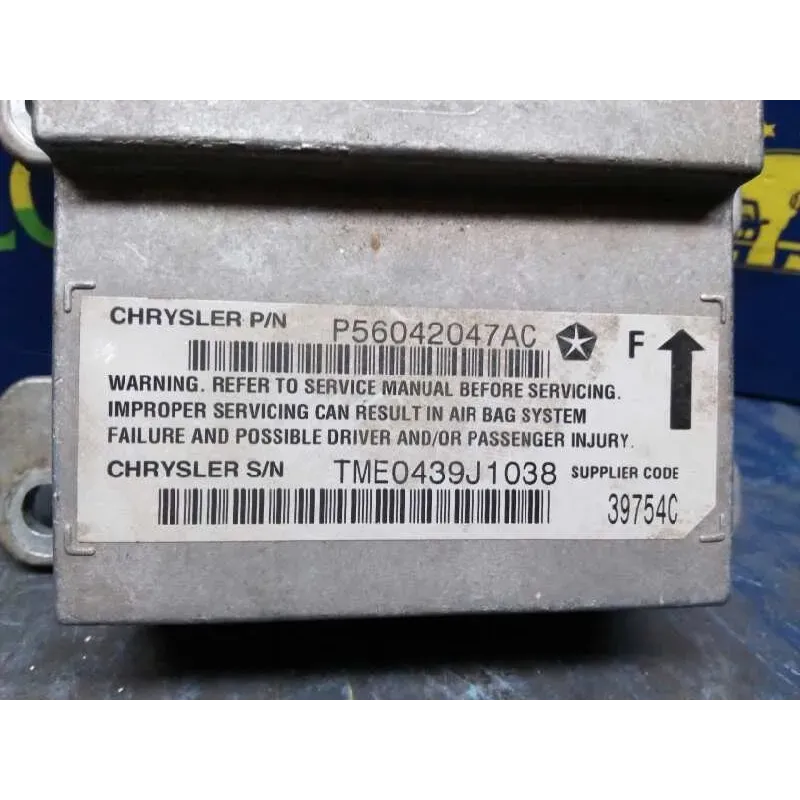 CHRYSLER P/N P56042047AC F
WARNING. REFER TO SERVICE MANUAL BEFORE SERVICING.
IMPROPER SERVICING CAN RESULT IN AIR BAG SYSTEM
FAILURE AND POSSIBLE DRIVER AND/OR PASSENGER INJURY.
CHRYSLER S/N TME0439J1038 SUPPLIER CODE
39754C